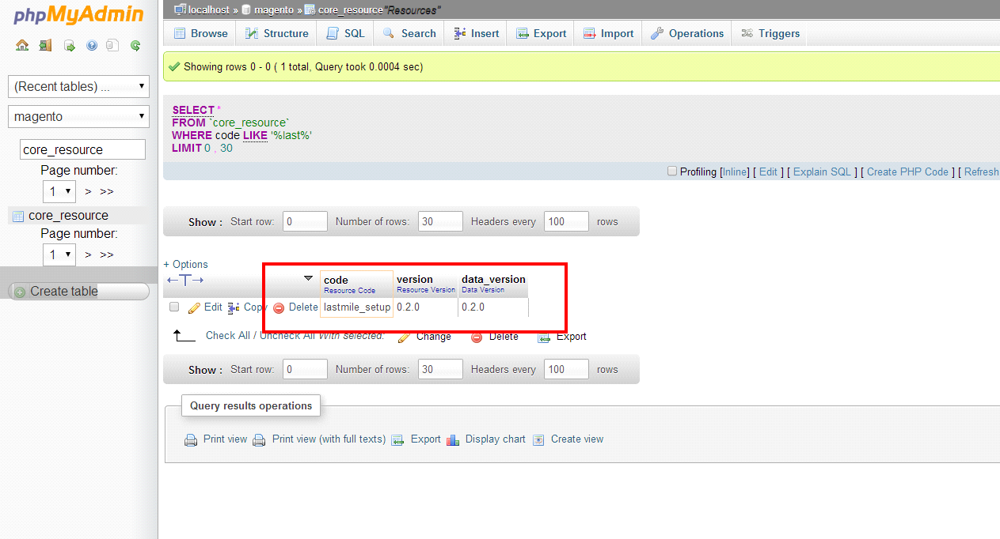 phpMyAdmin
(Recent tables) ...
magento
core_resource
Page number:
1 > >>
core_resource
Page number:
1 > >>
Create table
localhost » magento » core_resource "Resources"
Browse Structure SQL Search Insert Export Import Operations Triggers
Showing rows 0 - 0 ( 1 total, Query took 0.0004 sec)
SELECT *
FROM `core_resource`
WHERE code LIKE '%last%'
LIMIT 0 , 30
Profiling [Inline] [ Edit ] [ Explain SQL ] [ Create PHP Code ] [ Refresh
Show : Start row: 0 Number of rows: 30 Headers every 100 rows
+ Options
←T→ code version data_version
Resource Code Resource Version Data Version
Edit Copy Delete lastmile_setup 0.2.0 0.2.0
Check All / Uncheck All With selected: Change Delete Export
Show : Start row: 0 Number of rows: 30 Headers every 100 rows
Query results operations
Print view Print view (with full texts) Export Display chart Create view